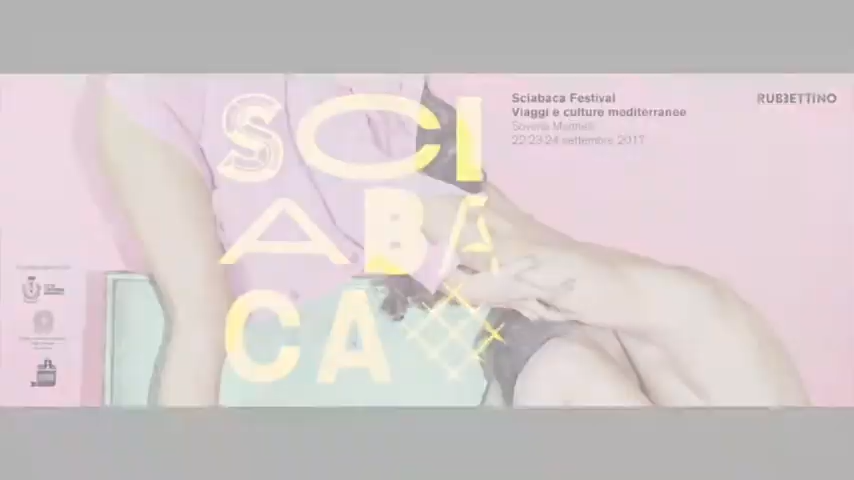 SCI
ABA
CA
Sciabaca Festival
Viaggi e culture mediterranee
Soveria Mannelli
22 23 24 settembre 2017
RUBBETTINO